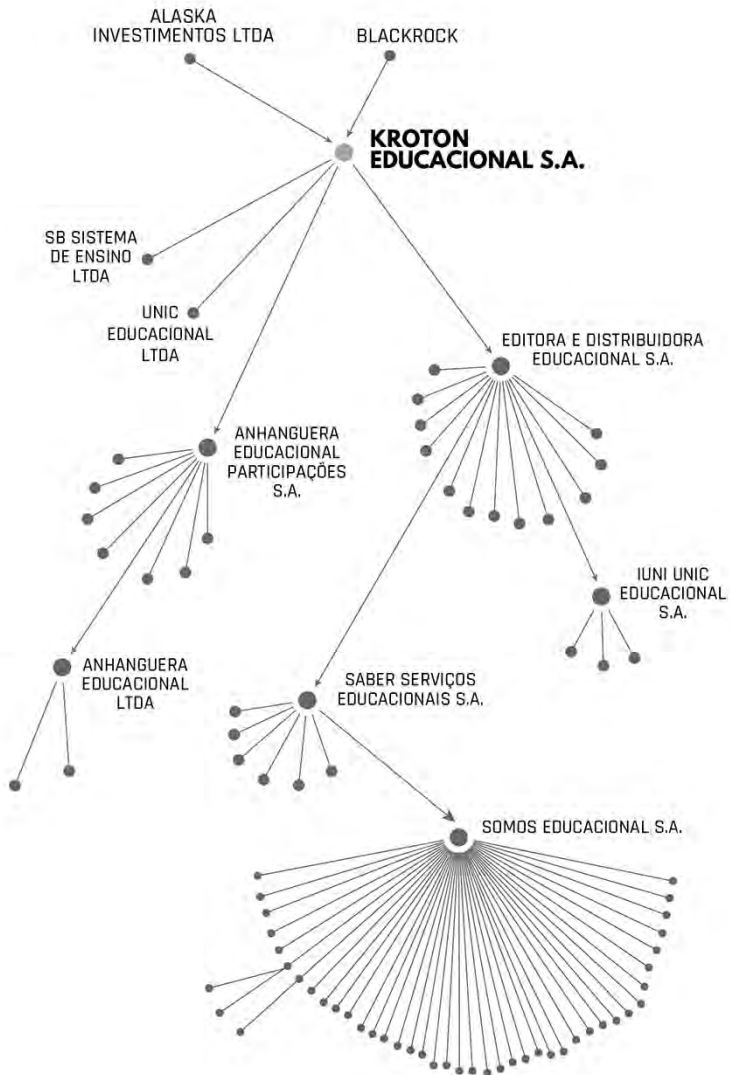 ALASKA
INVESTIMENTOS LTDA
BLACKROCK
KROTON
EDUCACIONAL S.A.
SB SISTEMA
DE ENSINO
LTDA
UNIC
EDUCACIONAL
LTDA
EDITORA E DISTRIBUIDORA
EDUCACIONAL S.A.
ANHANGUERA
EDUCACIONAL
PARTICIPAÇÕES
S.A.
IUNI UNIC
EDUCACIONAL
S.A.
ANHANGUERA
EDUCACIONAL
LTDA
SABER SERVIÇOS
EDUCACIONAIS S.A.
SOMOS EDUCACIONAL S.A.